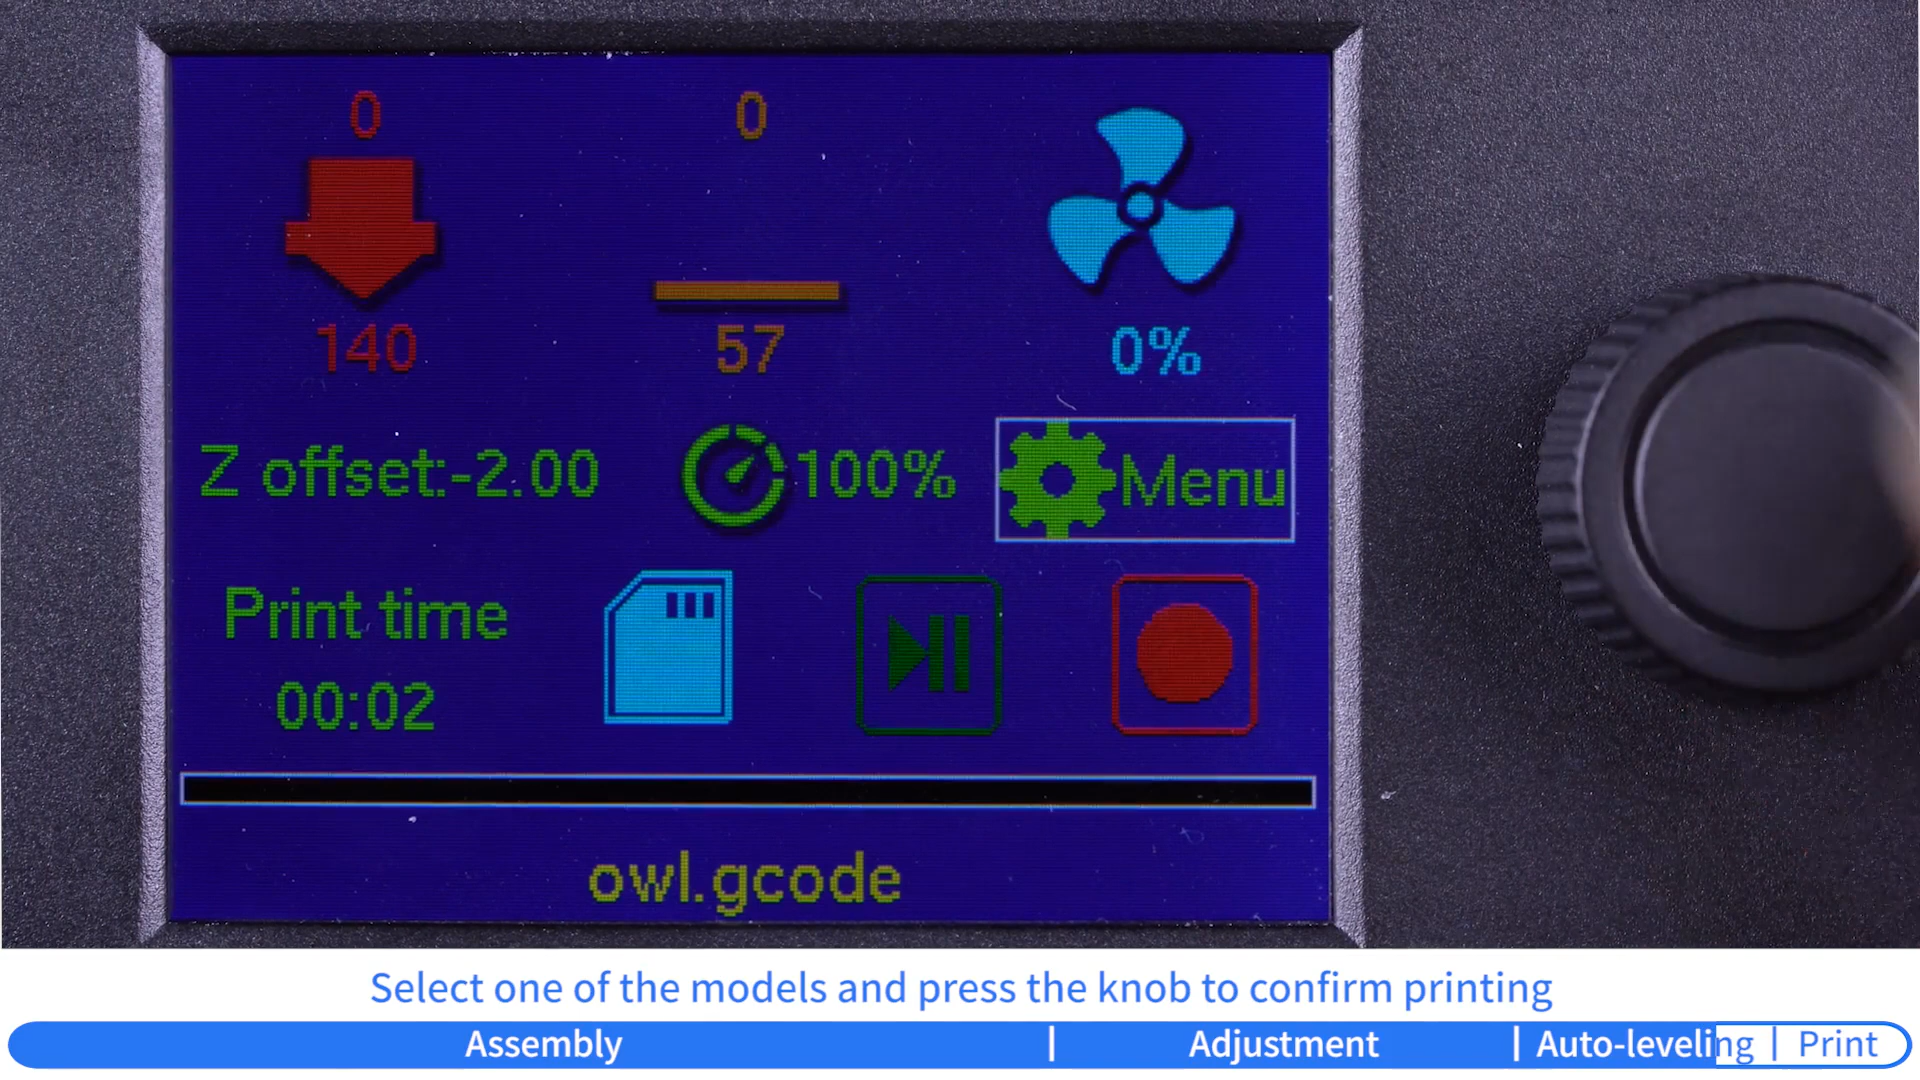 0 0
140 57 0%
Z offset:-2.00 100% Menu
Print time
00:02
owl.gcode
Select one of the models and press the knob to confirm printing
Assembly | Adjustment | Auto-leveling | Print